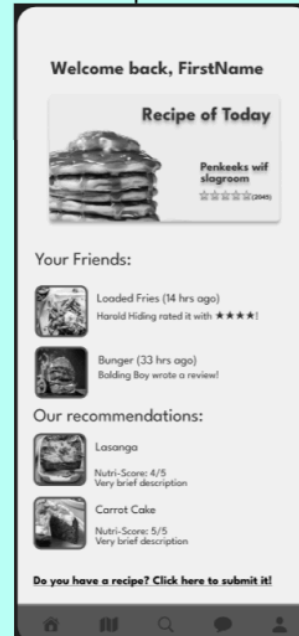 Welcome back, FirstName
Recipe of Today
Penkeeks wif
slagroom
☆☆☆☆☆(2045)
Your Friends:
Loaded Fries (14 hrs ago)
Harold Hiding rated it with ★★★★!
Bunger (33 hrs ago)
Balding Boy wrote a review!
Our recommendations:
Lasanga
Nutri-Score: 4/5
Very brief description
Carrot Cake
Nutri-Score: 5/5
Very brief description
Do you have a recipe? Click here to submit it!